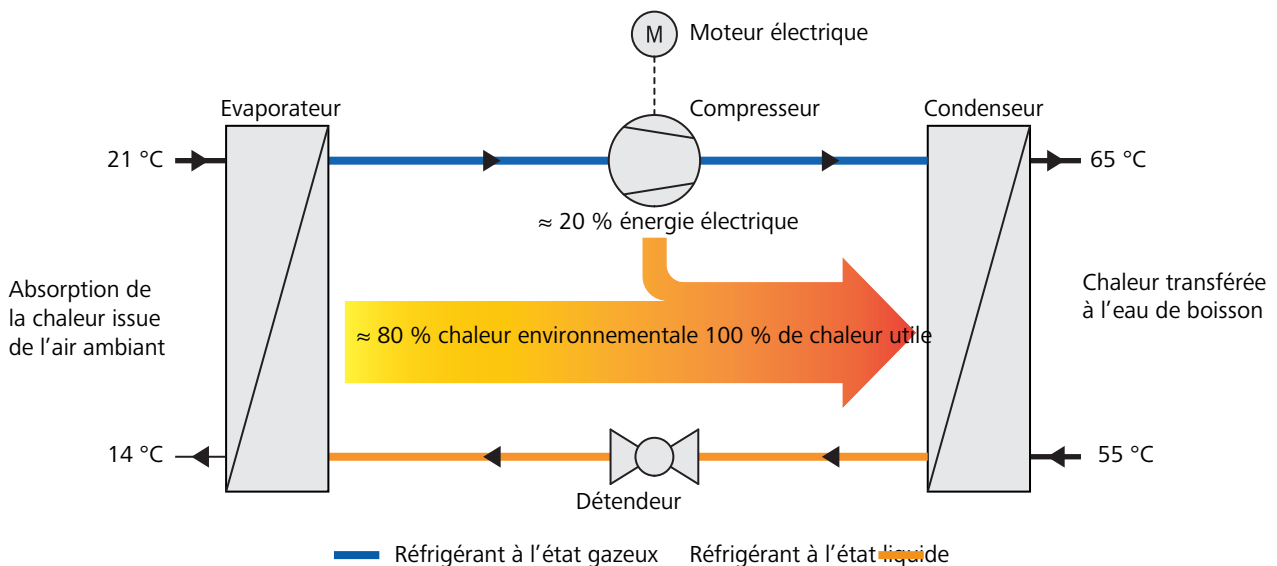 M
Moteur électrique
Evaporateur
Compresseur
Condenseur
21 °C
65 °C
≈ 20 % énergie électrique
Absorption de
la chaleur issue
de l'air ambiant
≈ 80 % chaleur environnementale 100 % de chaleur utile
Chaleur transférée
à l'eau de boisson
14 °C
55 °C
Détendeur
Réfrigérant à l'état gazeux
Réfrigérant à l'état liquide